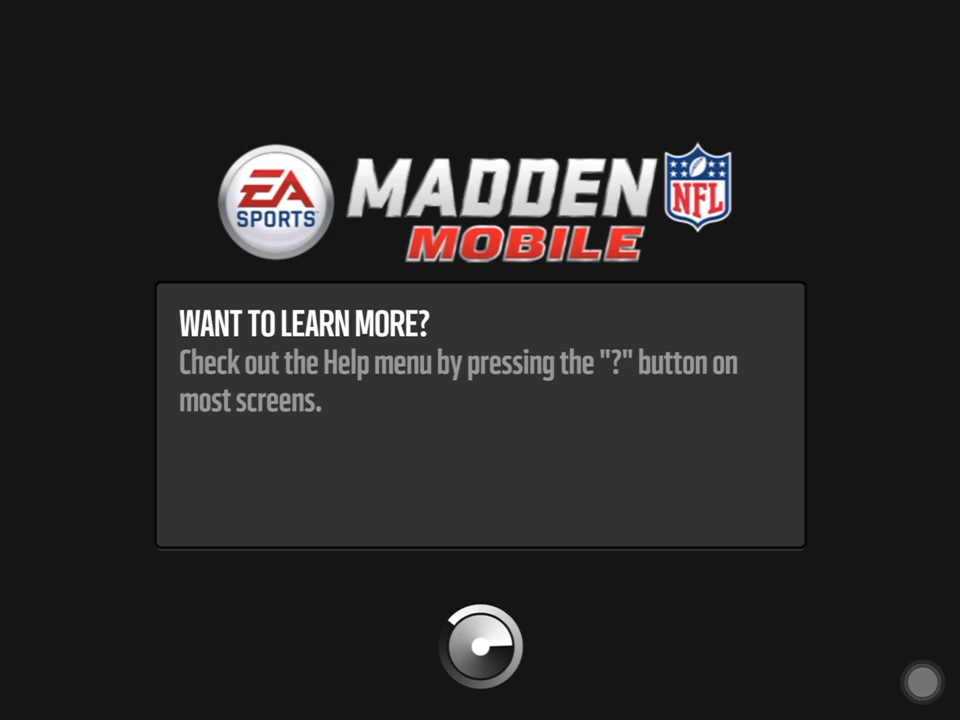 EA
SPORTS™
MADDEN
MOBILE
NFL
WANT TO LEARN MORE?
Check out the Help menu by pressing the "?" button on
most screens.